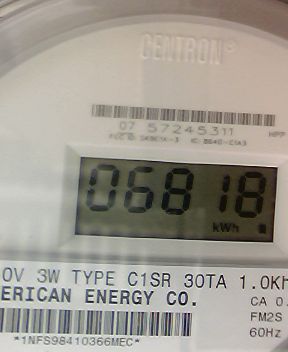 CENTRON®
07 57245311
HPP
06818
kWh
0V 3W TYPE C1SR 30TA 1.0Kh
ERICAN ENERGY CO.
CA 0.
FM2S
60Hz
*1NFS98410366MEC*